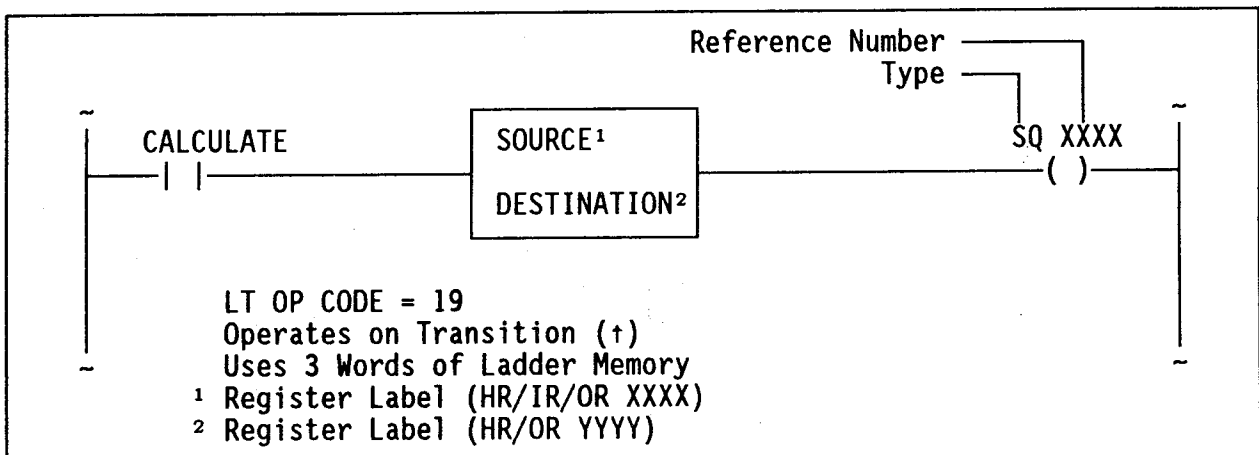 Reference Number
Type
SQ XXXX
CALCULATE
SOURCE¹
( )
DESTINATION²
LT OP CODE = 19
Operates on Transition (↑)
Uses 3 Words of Ladder Memory
¹ Register Label (HR/IR/OR XXXX)
² Register Label (HR/OR YYYY)